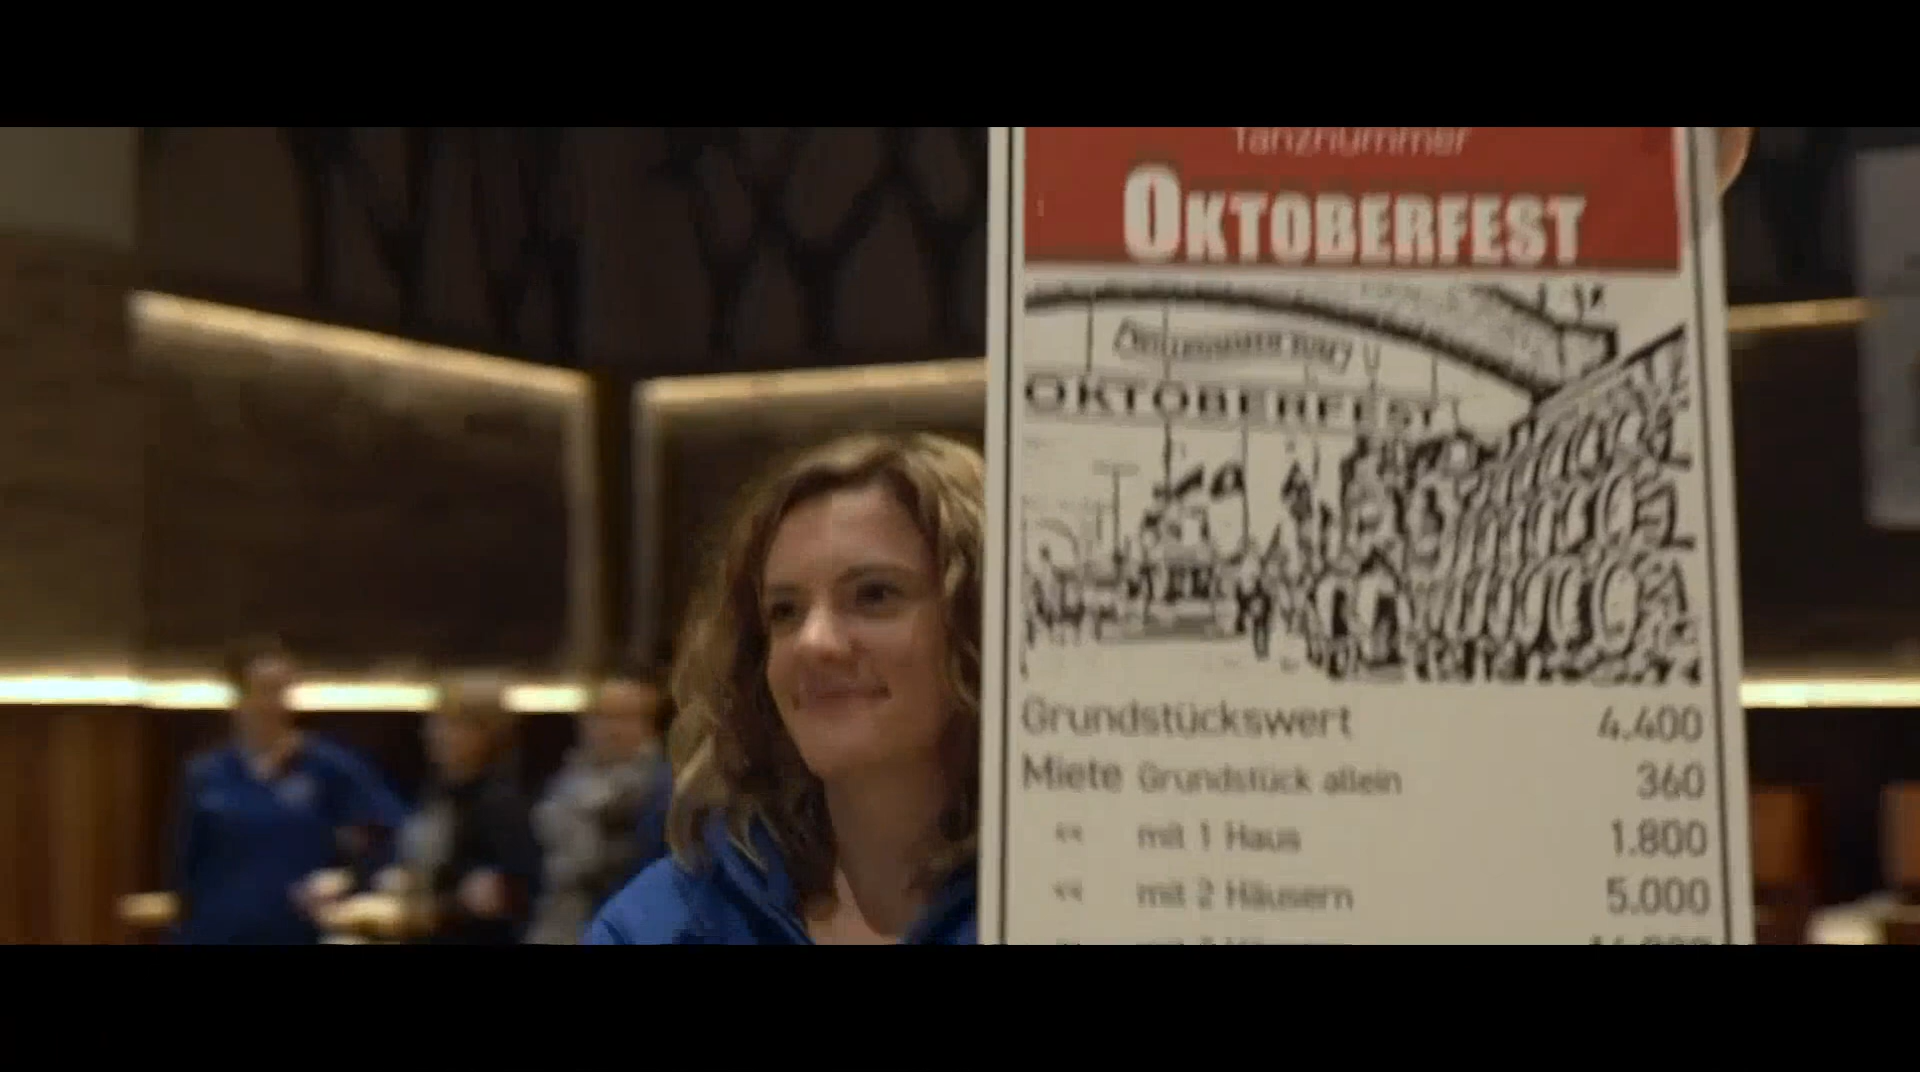 Tanznummer
OKTOBERFEST
OKTOBERFEST
Grundstückswert 4.400
Miete Grundstück allein 360
“ mit 1 Haus 1.800
“ mit 2 Häusern 5.000